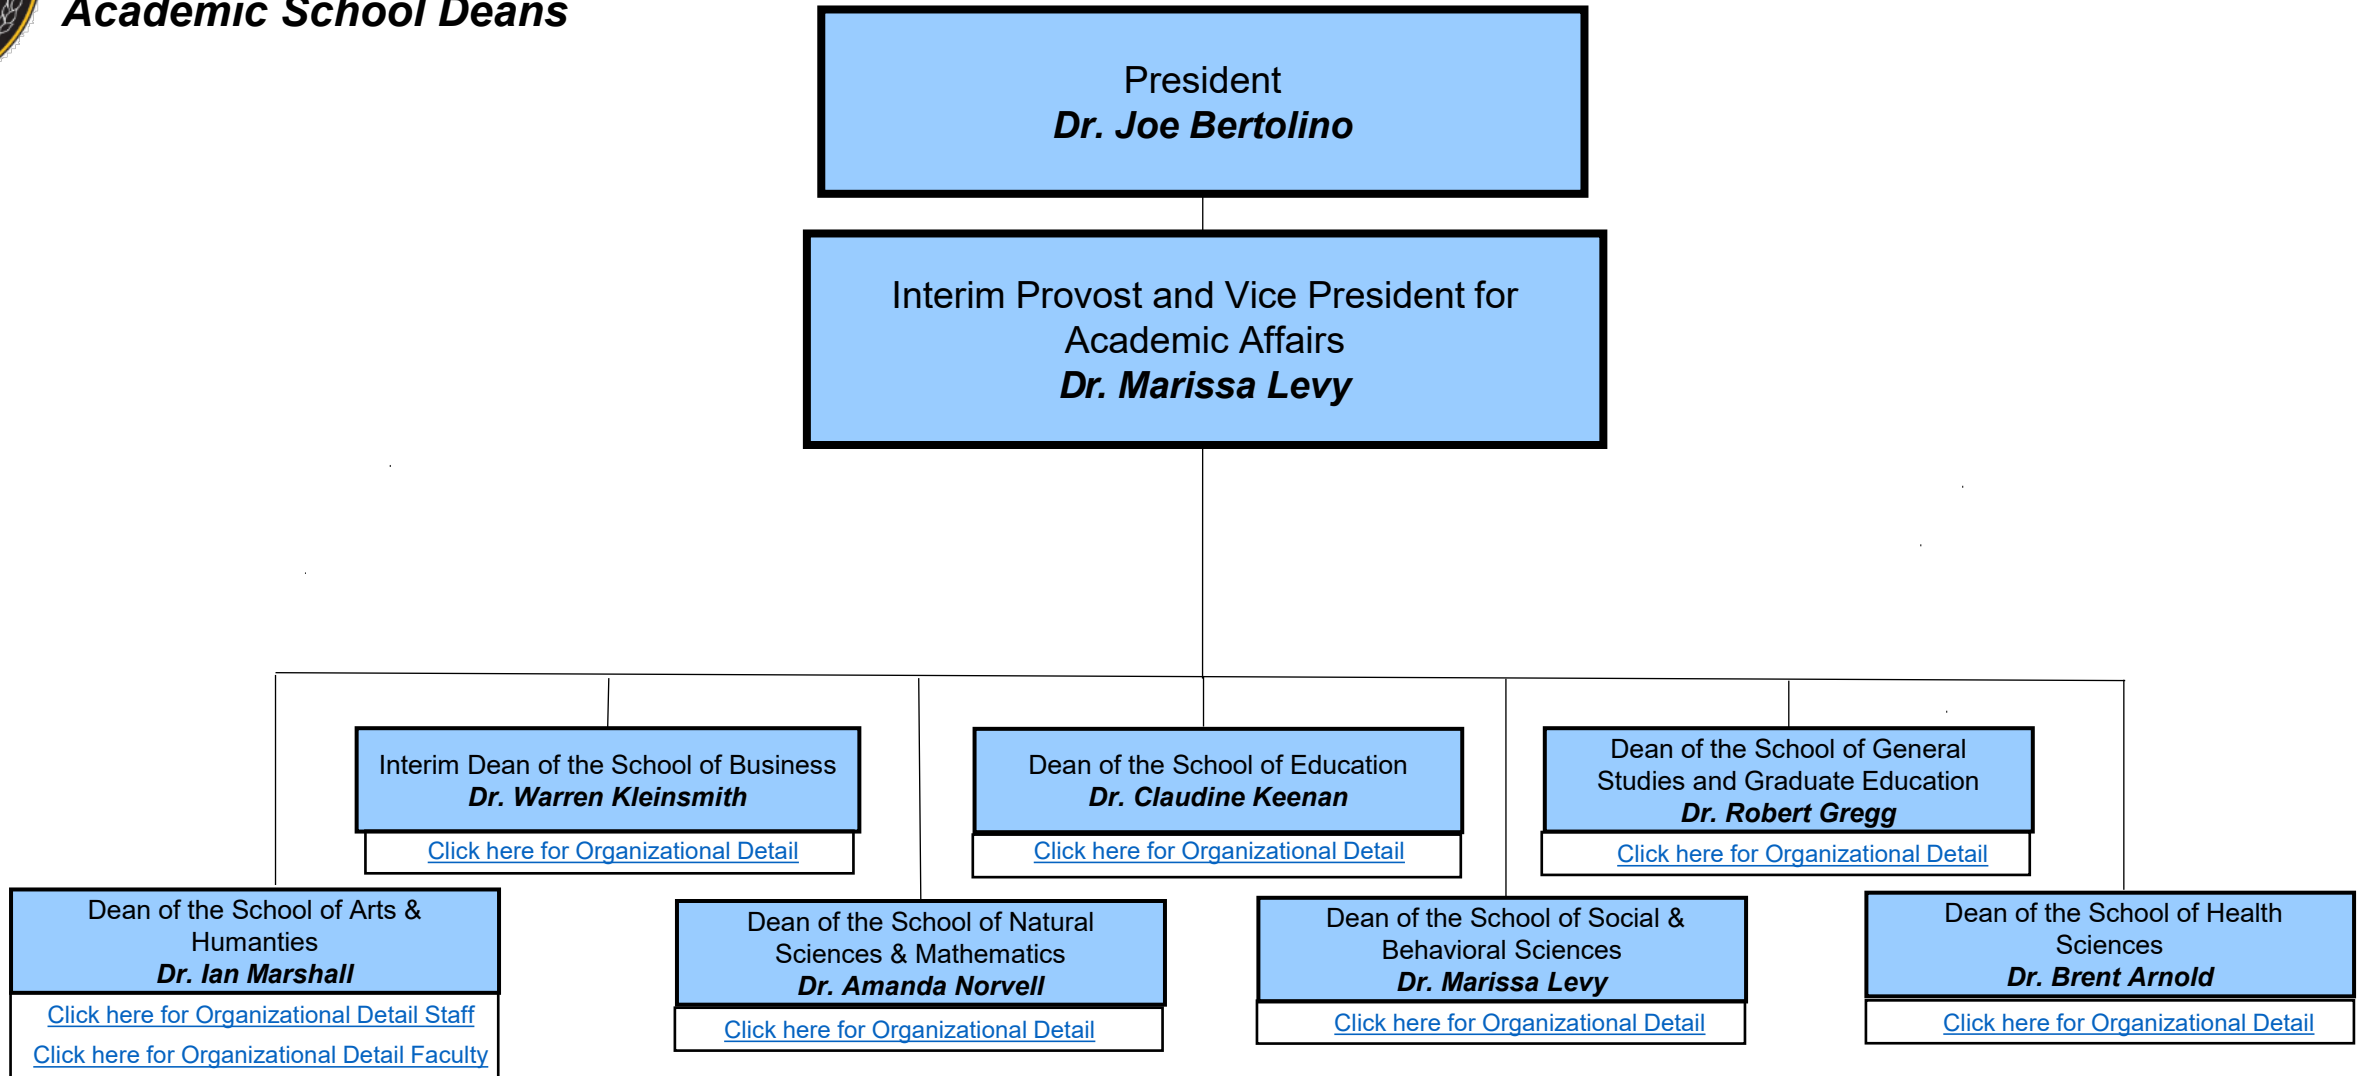 Academic School Deans
President
Dr. Joe Bertolino
Interim Provost and Vice President for
Academic Affairs
Dr. Marissa Levy
Interim Dean of the School of Business
Dr. Warren Kleinsmith
Click here for Organizational Detail
Dean of the School of Education
Dr. Claudine Keenan
Click here for Organizational Detail
Dean of the School of General
Studies and Graduate Education
Dr. Robert Gregg
Click here for Organizational Detail
Dean of the School of Arts &
Humanties
Dr. Ian Marshall
Click here for Organizational Detail Staff
Click here for Organizational Detail Faculty
Dean of the School of Natural
Sciences & Mathematics
Dr. Amanda Norvell
Click here for Organizational Detail
Dean of the School of Social &
Behavioral Sciences
Dr. Marissa Levy
Click here for Organizational Detail
Dean of the School of Health
Sciences
Dr. Brent Arnold
Click here for Organizational Detail